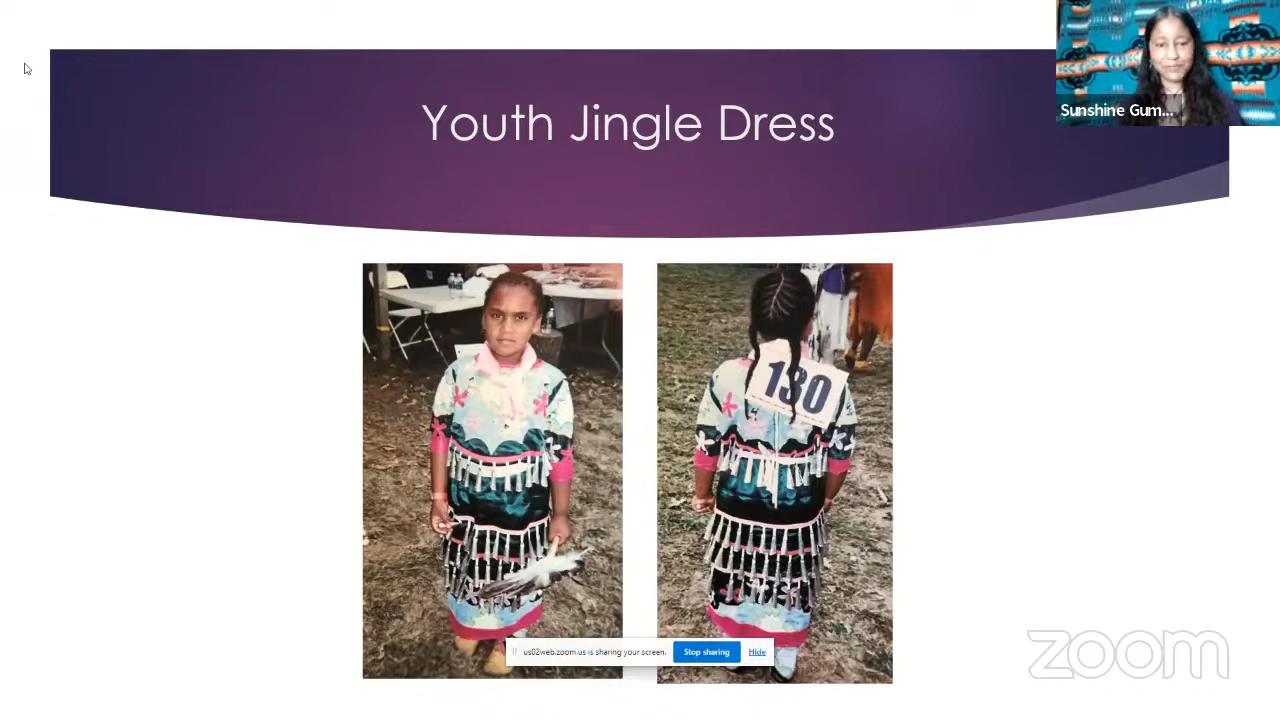 Youth Jingle Dress
Sunshine Gum...
130
us02web.zoom.us is sharing your screen.
Stop sharing
Hide
zoom